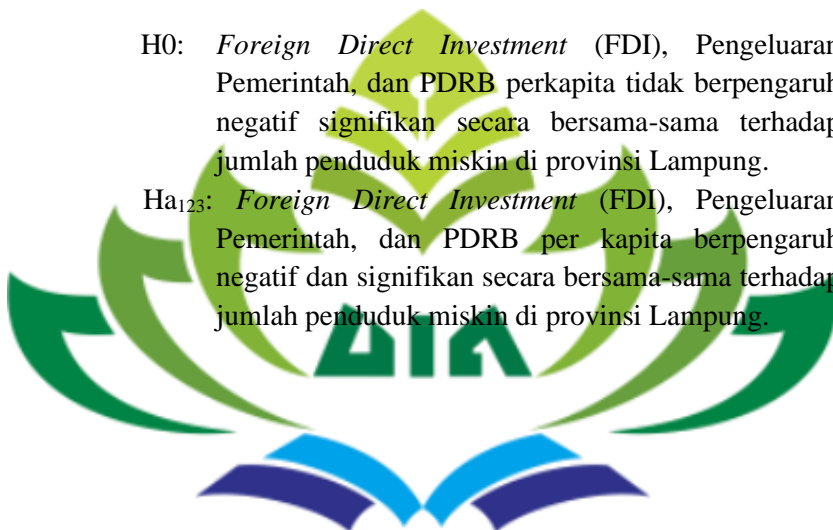 H0: Foreign Direct Investment (FDI), Pengeluaran
Pemerintah, dan PDRB perkapita tidak berpengaruh
negatif signifikan secara bersama-sama terhadap
jumlah penduduk miskin di provinsi Lampung.
Ha₁₂₃: Foreign Direct Investment (FDI), Pengeluaran
Pemerintah, dan PDRB per kapita berpengaruh
negatif dan signifikan secara bersama-sama terhadap
jumlah penduduk miskin di provinsi Lampung.